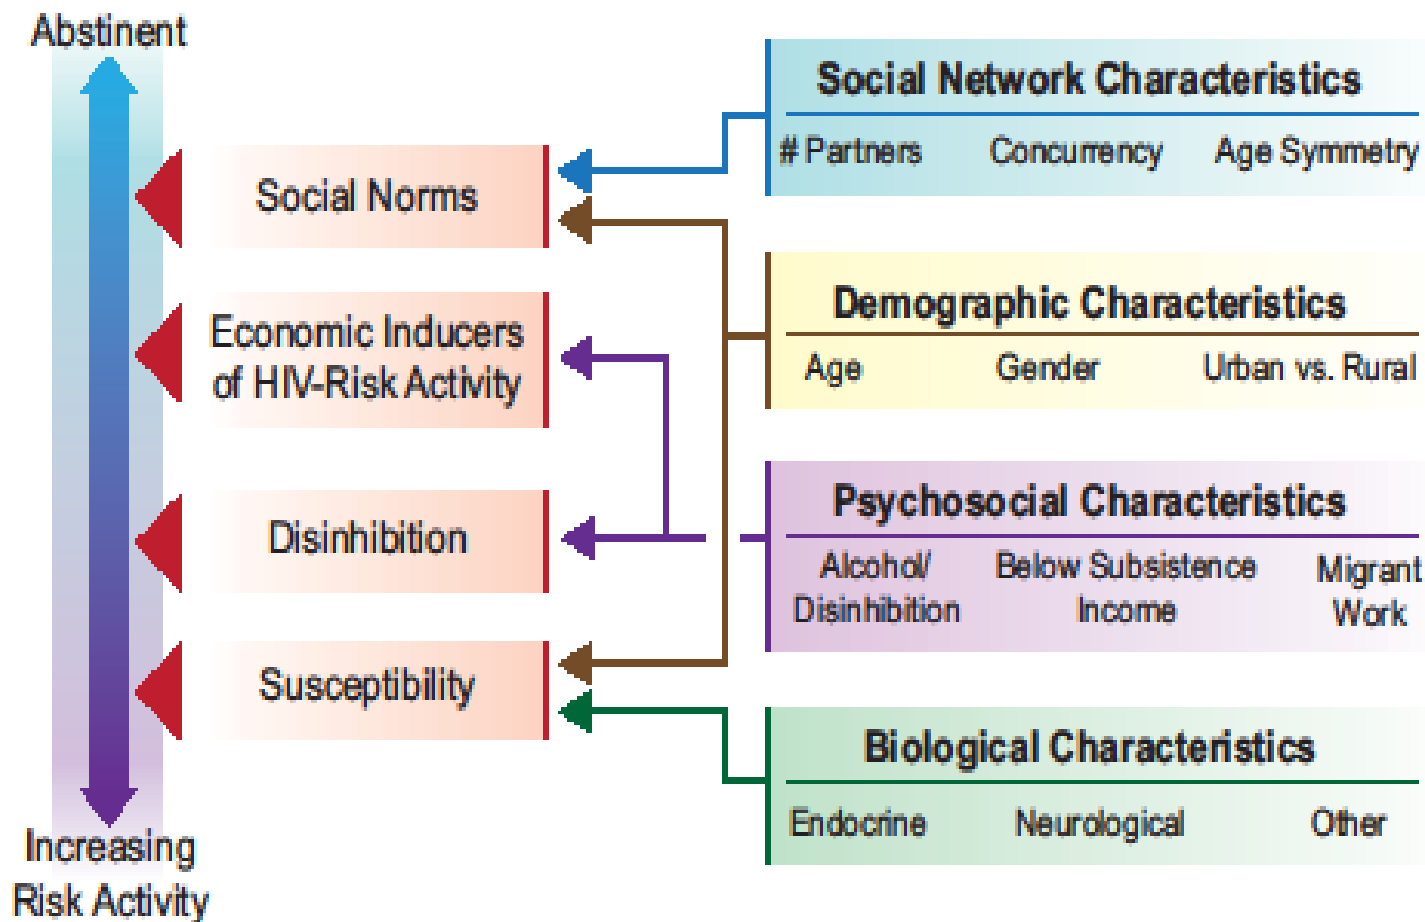 Abstinent
Social Norms
Economic Inducers
of HIV-Risk Activity
Disinhibition
Susceptibility
Increasing
Risk Activity
Social Network Characteristics
# Partners Concurrency Age Symmetry
Demographic Characteristics
Age Gender Urban vs. Rural
Psychosocial Characteristics
Alcohol/ Below Subsistence Migrant
Disinhibition Income Work
Biological Characteristics
Endocrine Neurological Other